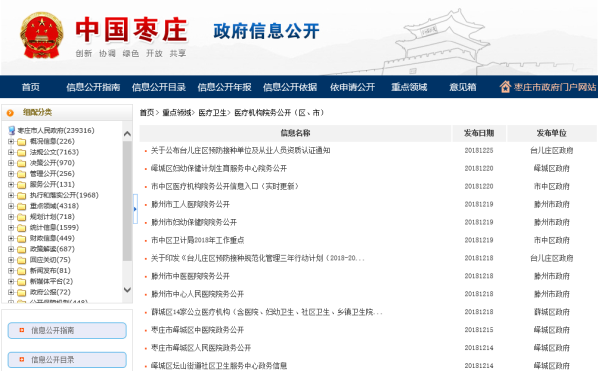 中国枣庄 政府信息公开
创新 协调 绿色 开放 共享
首页 信息公开指南 信息公开目录 信息公开年报 信息公开依据 依申请公开 重点领域 意见箱 枣庄市政府门户网站
细配分类
枣庄市人民政府(239316)
概况信息(226)
法规公文(7163)
决策公开(970)
管理公开(256)
服务公开(131)
执行和落实公开(1968)
重点领域(4318)
规划计划(718)
统计信息(1599)
财政信息(449)
政策解读(687)
回应关切(75)
新闻发布(81)
新媒体平台(2)
政府公报(72)
信息公开指南
信息公开目录
首页> 重点领域> 医疗卫生> 医疗机构院务公开（区、市）
信息名称 发布日期 发布单位
关于公布台儿庄区预防接种单位及从业人员资质认证通知 20181225 台儿庄区政府
峄城区妇幼保健计划生育服务中心院务公开 20181220 峄城区政府
市中区医疗机构院务公开信息入口（实时更新） 20181220 市中区政府
滕州市工人医院院务公开 20181219 滕州市政府
滕州市妇幼保健院院务公开 20181219 滕州市政府
市中区卫计局2018年工作重点 20181219 市中区政府
关于印发《台儿庄区预防接种规范化管理三年行动计划（2018-20... 20181218 台儿庄区政府
滕州市中医医院院务公开 20181218 滕州市政府
滕州市中心人民医院院务公开 20181218 滕州市政府
薛城区14家公立医疗机构（含医院、妇幼卫生、社区卫生、乡镇卫生院... 20181218 薛城区政府
枣庄市峄城区中医院政务公开 20181215 峄城区政府
枣庄市峄城区人民医院政务公开 20181214 峄城区政府
峄城区坛山街道社区卫生服务中心政务信息 20181214 峄城区政府